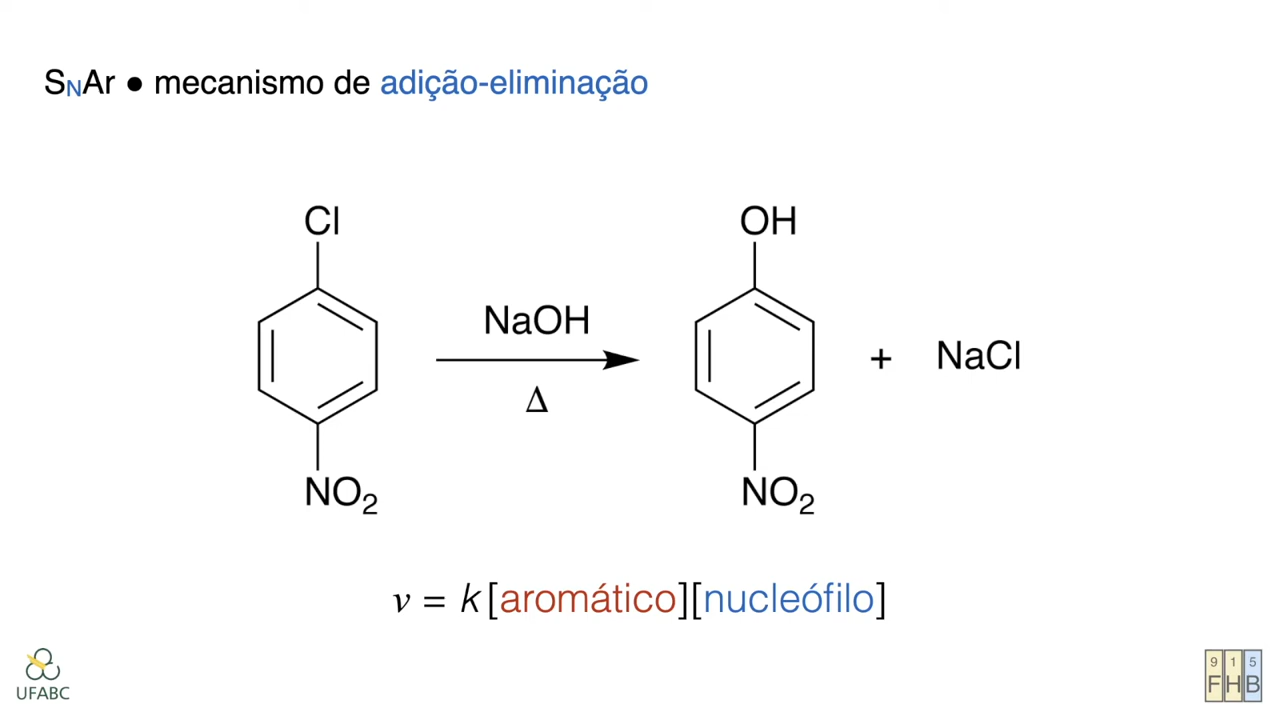 SNAr ● mecanismo de adição-eliminação
Cl
OH
NaOH
Δ
+ NaCl
NO2
NO2
v = k[aromático][nucleófilo]
UFABC
9 1 5
F H B